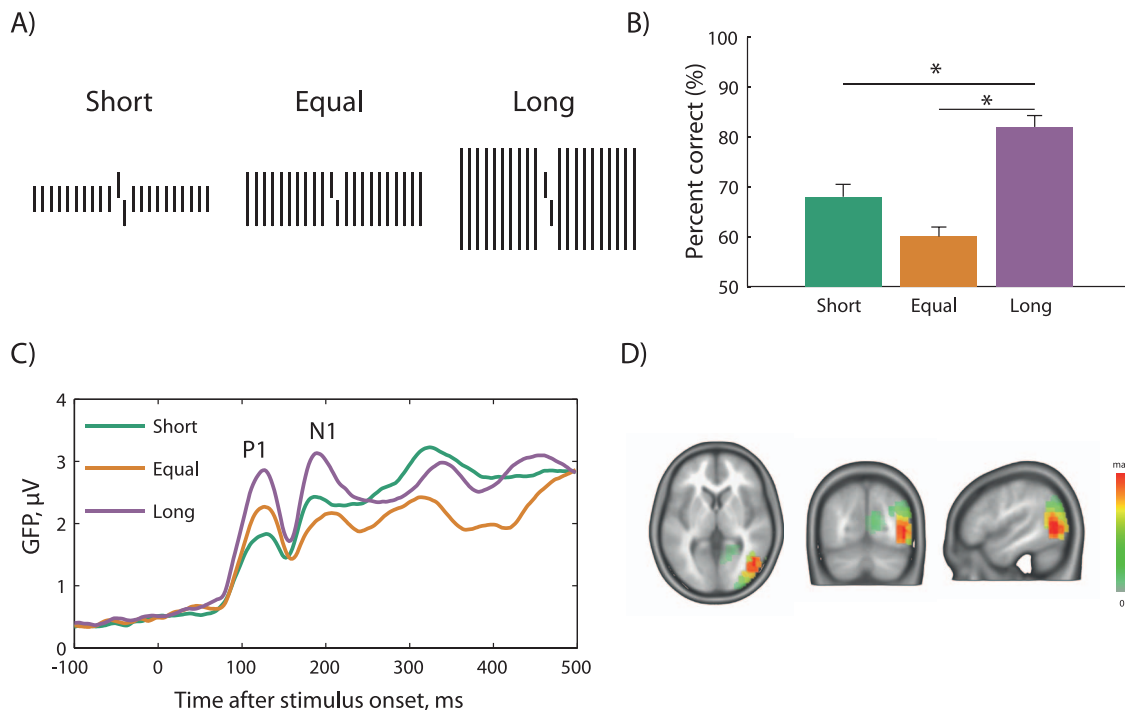 A)
Short
Equal
Long
B)
Percent correct (%)
100
90
80
70
60
50
*
*
Short
Equal
Long
C)
GFP, µV
4
3
2
1
0
Short
Equal
Long
P1
N1
-100
0
100
200
300
400
500
Time after stimulus onset, ms
D)
0